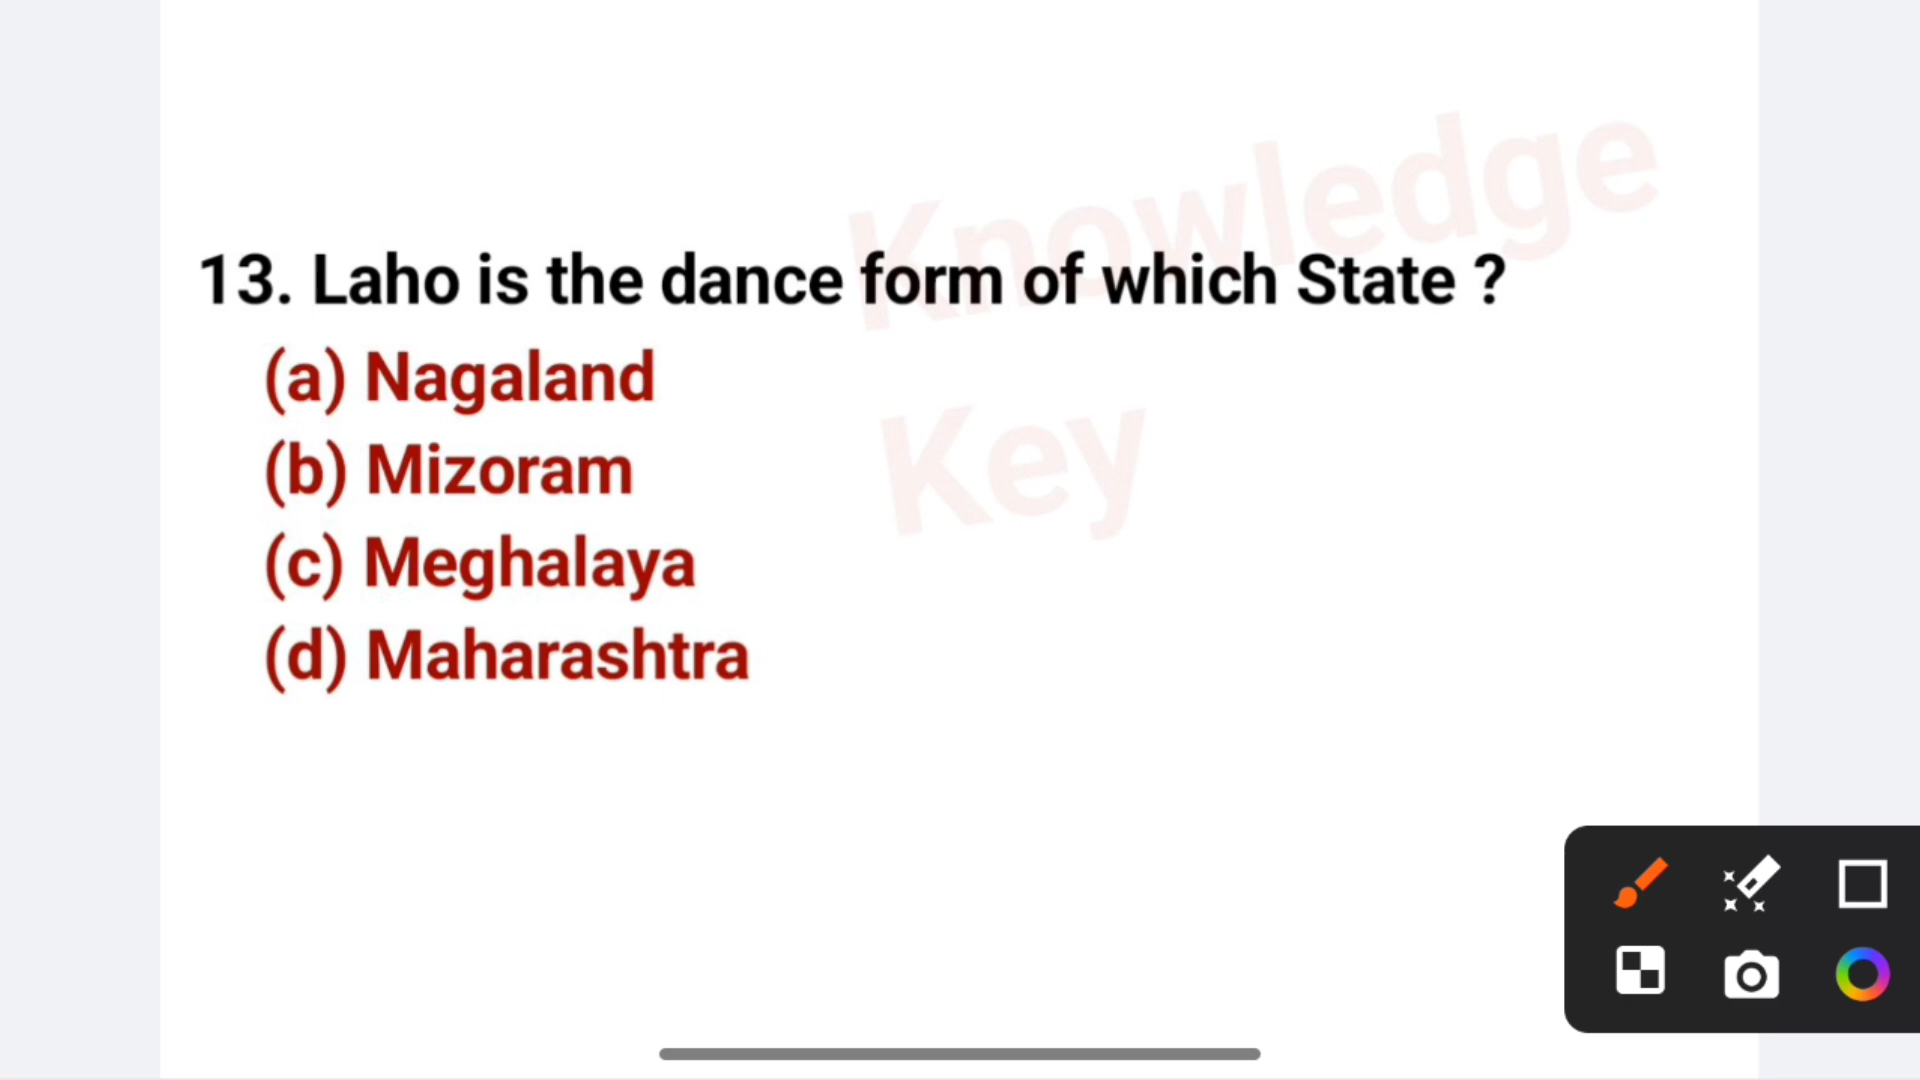 Knowledge
13. Laho is the dance form of which State ?
(a) Nagaland
Key
(b) Mizoram
(c) Meghalaya
(d) Maharashtra